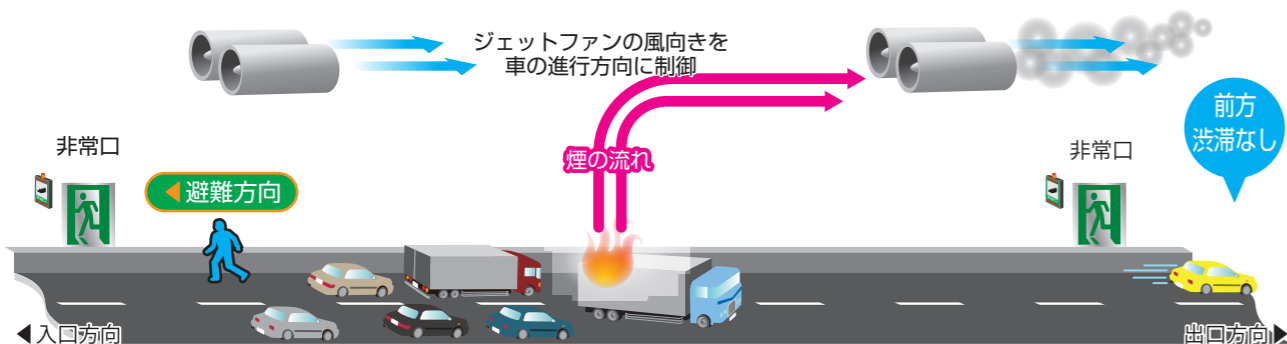 ジェットファンの風向きを
車の進行方向に制御
前方
渋滞なし
非常口
非常口
煙の流れ
◀避難方向
◀入口方向
出口方向▶